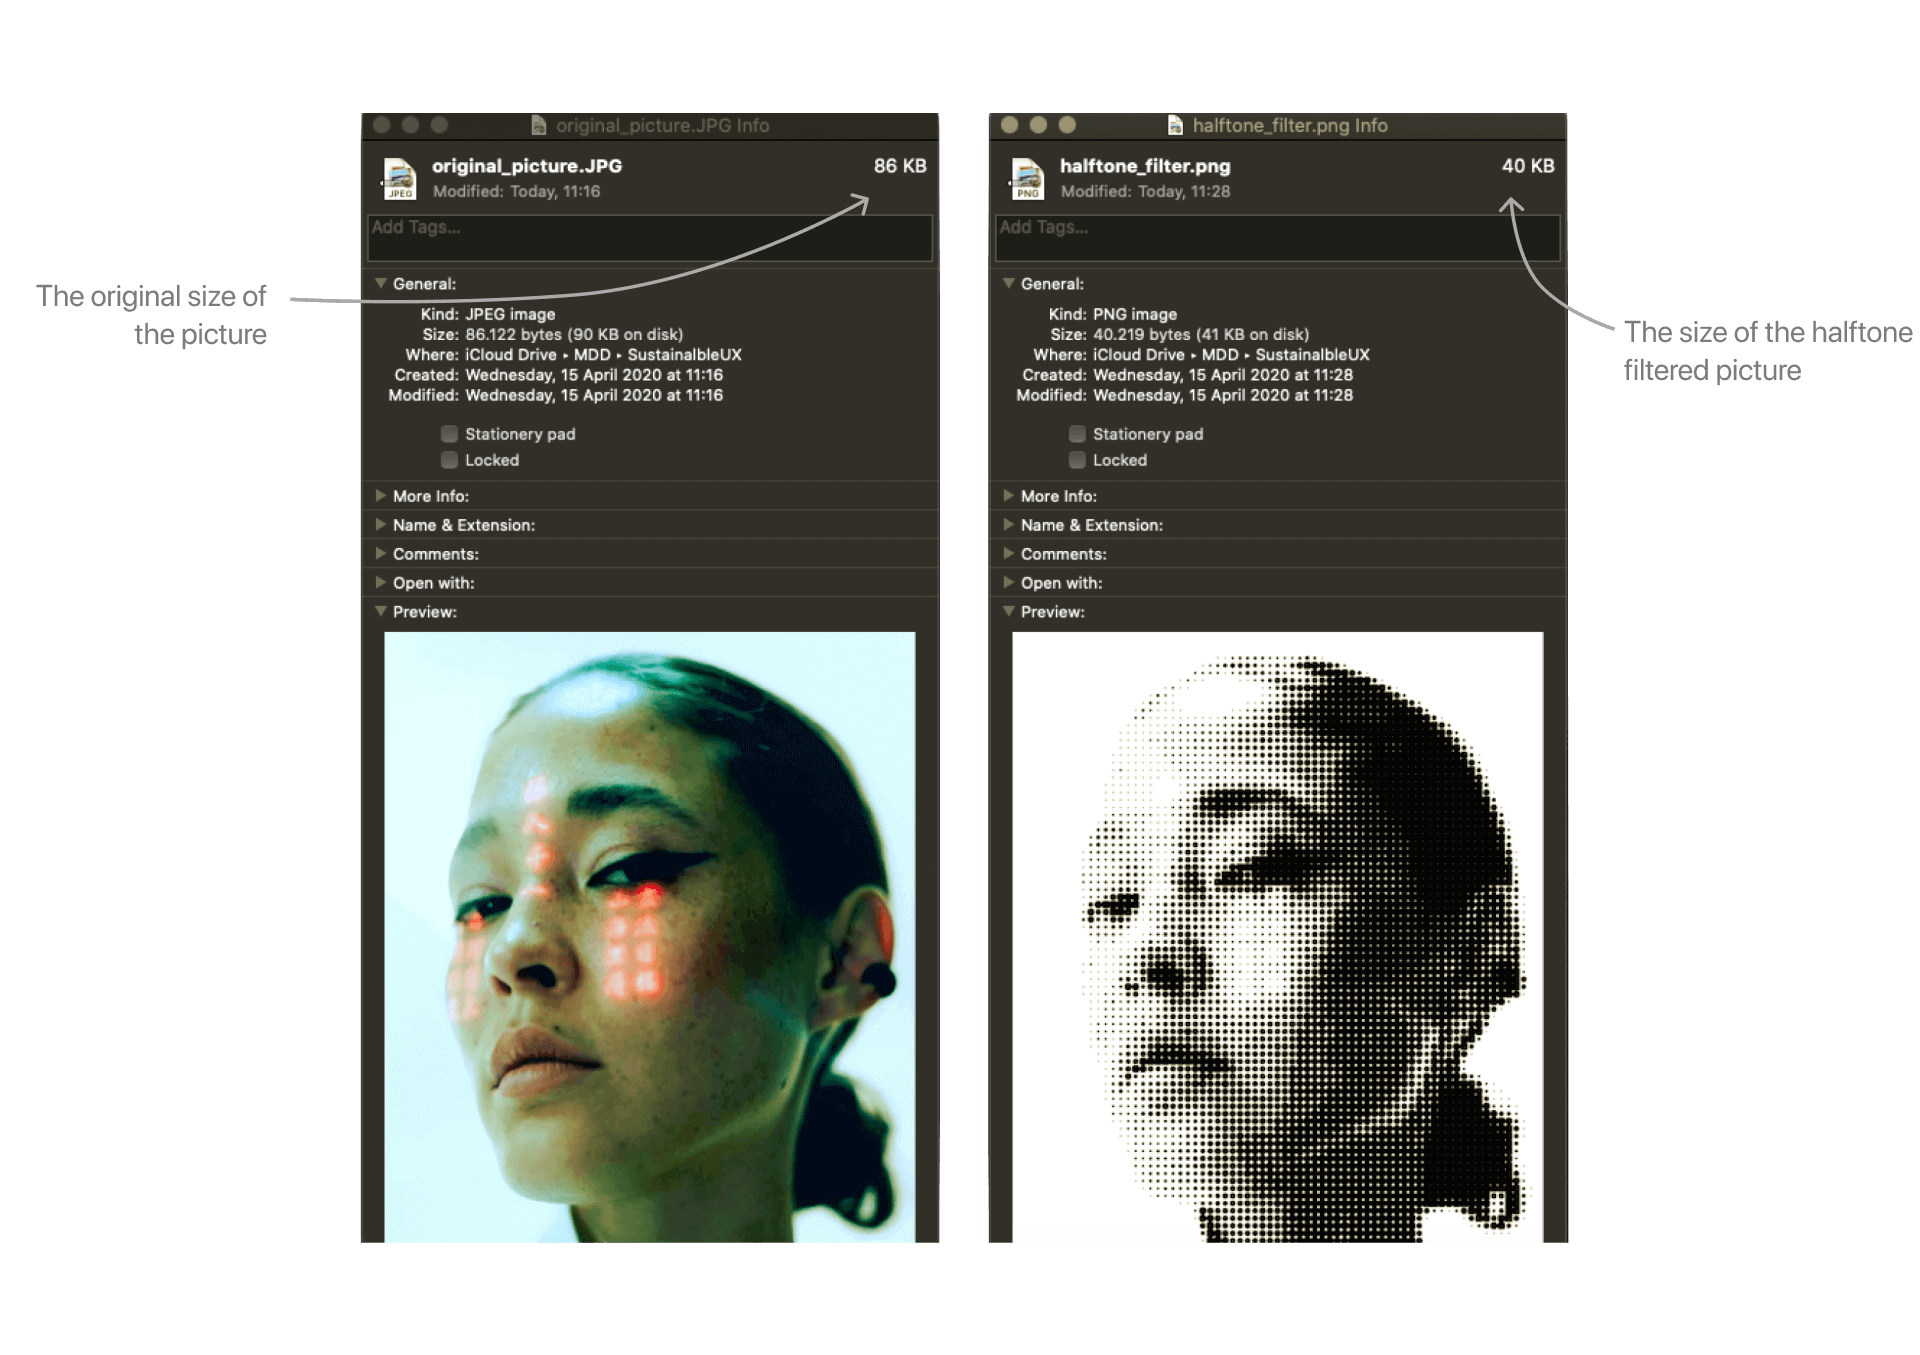 original_picture.JPG Info
original_picture.JPG
86 KB
Modified: Today, 11:16
JPEG
Add Tags...
General:
Kind: JPEG image
Size: 86.122 bytes (90 KB on disk)
Where: iCloud Drive ▸ MDD ▸ SustainalbleUX
Created: Wednesday, 15 April 2020 at 11:16
Modified: Wednesday, 15 April 2020 at 11:16
Stationery pad
Locked
More Info:
Name & Extension:
Comments:
Open with:
Preview:
The original size of
the picture
halftone_filter.png Info
halftone_filter.png
40 KB
Modified: Today, 11:28
PNG
Add Tags...
General:
Kind: PNG image
Size: 40.219 bytes (41 KB on disk)
Where: iCloud Drive ▸ MDD ▸ SustainalbleUX
Created: Wednesday, 15 April 2020 at 11:28
Modified: Wednesday, 15 April 2020 at 11:28
Stationery pad
Locked
More Info:
Name & Extension:
Comments:
Open with:
Preview:
The size of the halftone
filtered picture